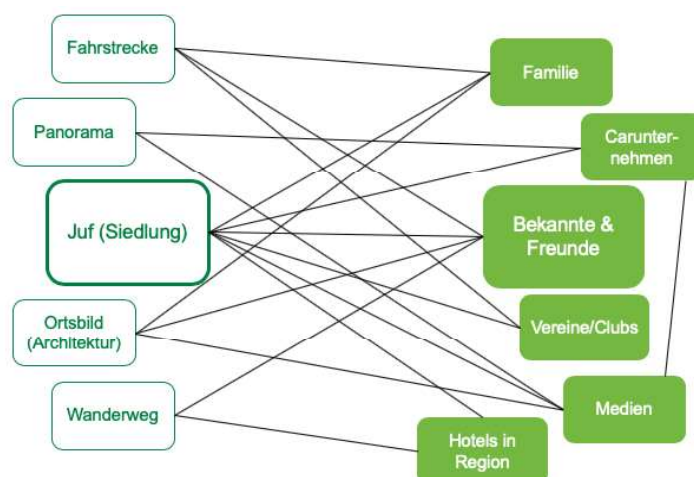 Fahrstrecke
Panorama
Juf (Siedlung)
Ortsbild
(Architektur)
Wanderweg
Familie
Carunter-
nehmen
Bekannte &
Freunde
Vereine/Clubs
Medien
Hotels in
Region